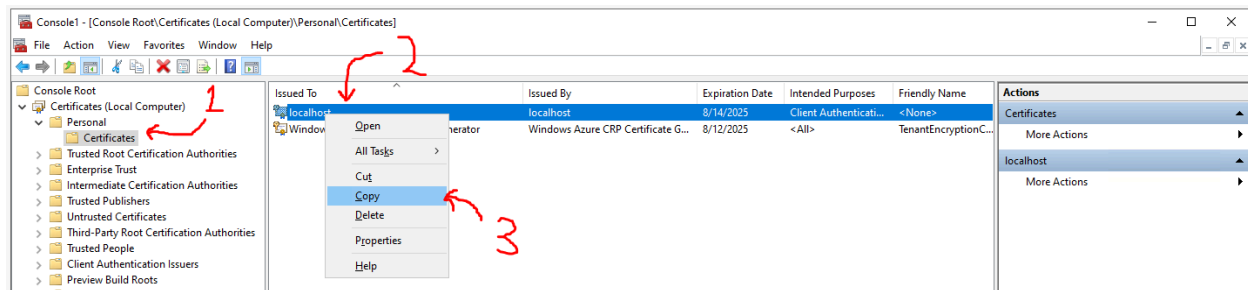 Console1 - [Console Root\Certificates (Local Computer)\Personal\Certificates]
File Action View Favorites Window Help
2
Console Root
Certificates (Local Computer)
1
Personal
Certificates
Trusted Root Certification Authorities
Enterprise Trust
Intermediate Certification Authorities
Trusted Publishers
Untrusted Certificates
Third-Party Root Certification Authorities
Trusted People
Client Authentication Issuers
Preview Build Roots
Issued To Issued By Expiration Date Intended Purposes Friendly Name
localhost localhost 8/14/2025 Client Authenticati... <None>
Window nerator Windows Azure CRP Certificate G... 8/12/2025 <All> TenantEncryptionC...
Open
All Tasks
Cut
Copy
Delete
Properties
Help
3
Actions
Certificates
More Actions
localhost
More Actions